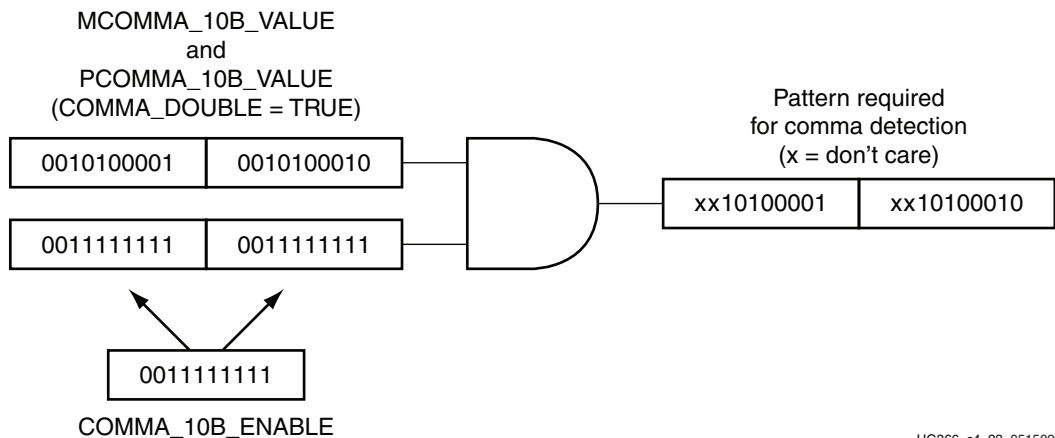 MCOMMA_10B_VALUE
and
PCOMMA_10B_VALUE
(COMMA_DOUBLE = TRUE)
0010100001 0010100010
0011111111 0011111111
0011111111
COMMA_10B_ENABLE
Pattern required
for comma detection
(x = don't care)
xx10100001 xx10100010